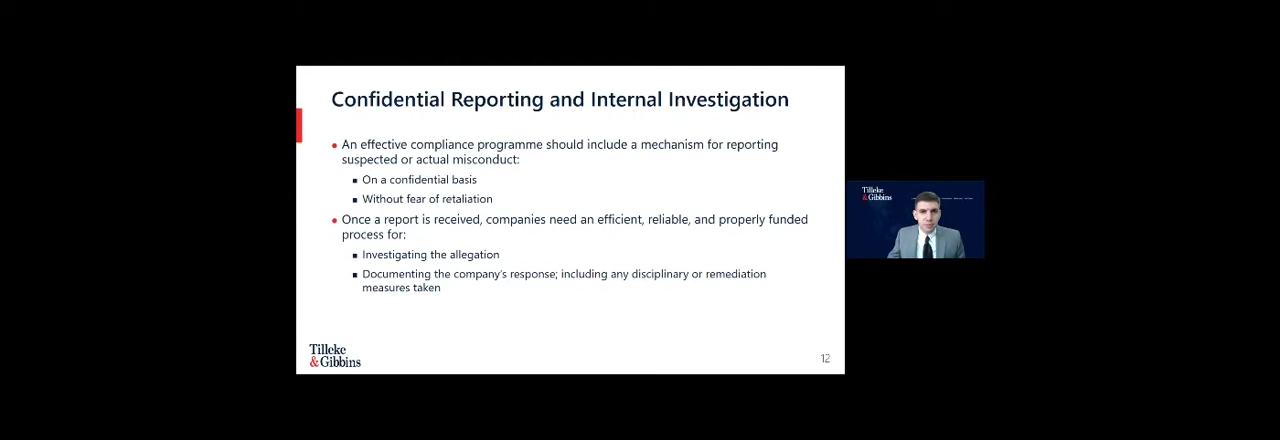 Confidential Reporting and Internal Investigation
• An effective compliance programme should include a mechanism for reporting
suspected or actual misconduct:
▪ On a confidential basis
▪ Without fear of retaliation
• Once a report is received, companies need an efficient, reliable, and properly funded
process for:
▪ Investigating the allegation
▪ Documenting the company's response; including any disciplinary or remediation
measures taken
Tilleke
& Gibbins
12
Tilleke
& Gibbins